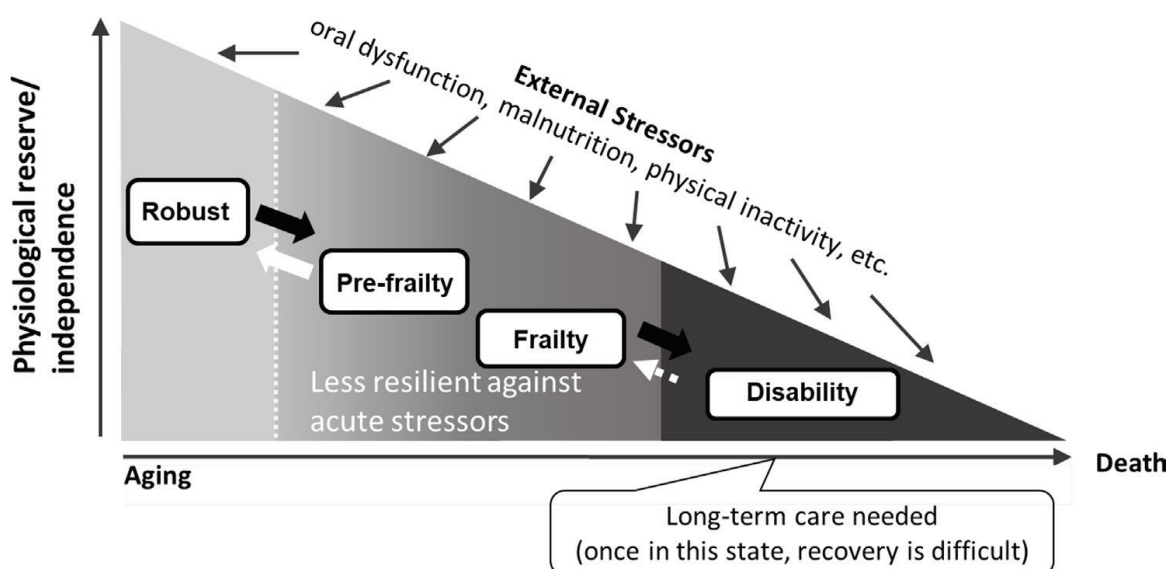 Physiological reserve/
independence
oral dysfunction, malnutrition, physical inactivity, etc.
External Stressors
Robust
Pre-frailty
Frailty
Disability
Less resilient against
acute stressors
Aging
Death
Long-term care needed
(once in this state, recovery is difficult)